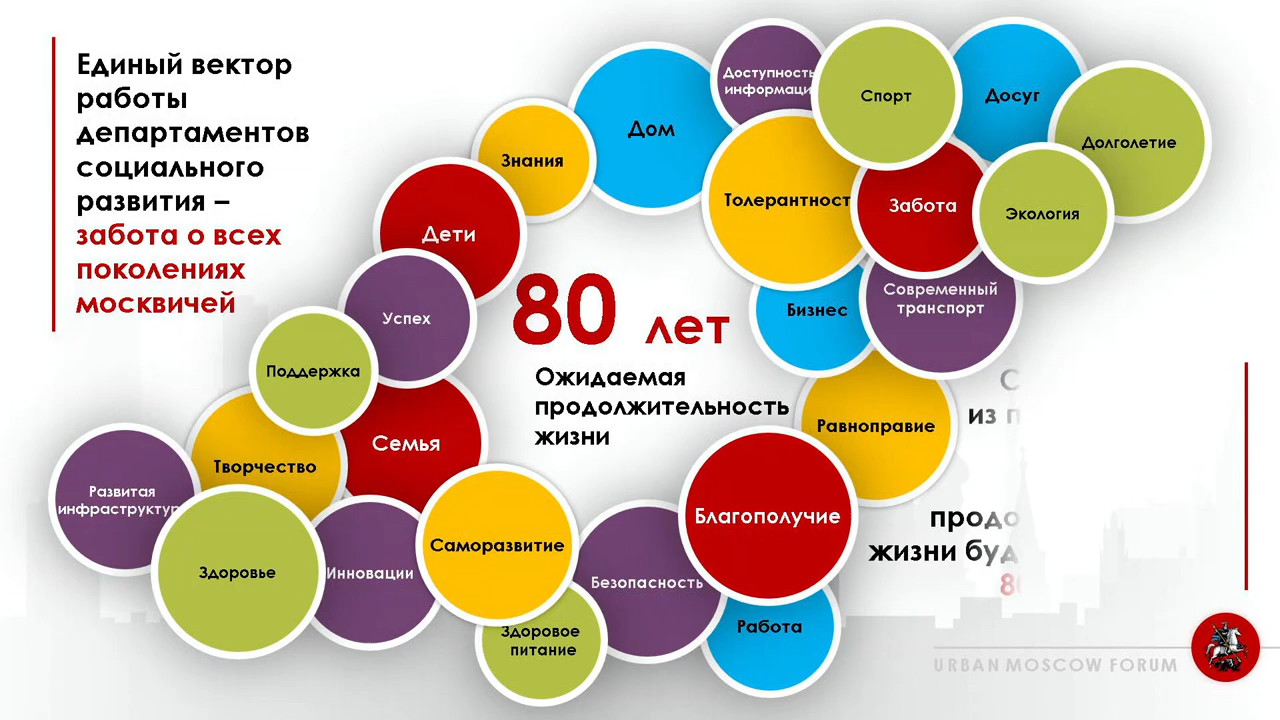 Единый вектор
работы
департаментов
социального
развития –
забота о всех
поколениях
москвичей
Доступность
информаци
Спорт
Досуг
Дом
Долголетие
Знания
Толерантност
Забота
Экология
Дети
Современный
транспорт
Бизнес
Успех
80 лет
Ожидаемая
продолжительность
жизни
Поддержка
Равноправие
Семья
Творчество
Развитая
инфраструктур
Благополучие
Саморазвитие
Здоровье
Инновации
Безопасность
Здоровое
питание
Работа
из
жизни
URBAN MOSCOW FORUM